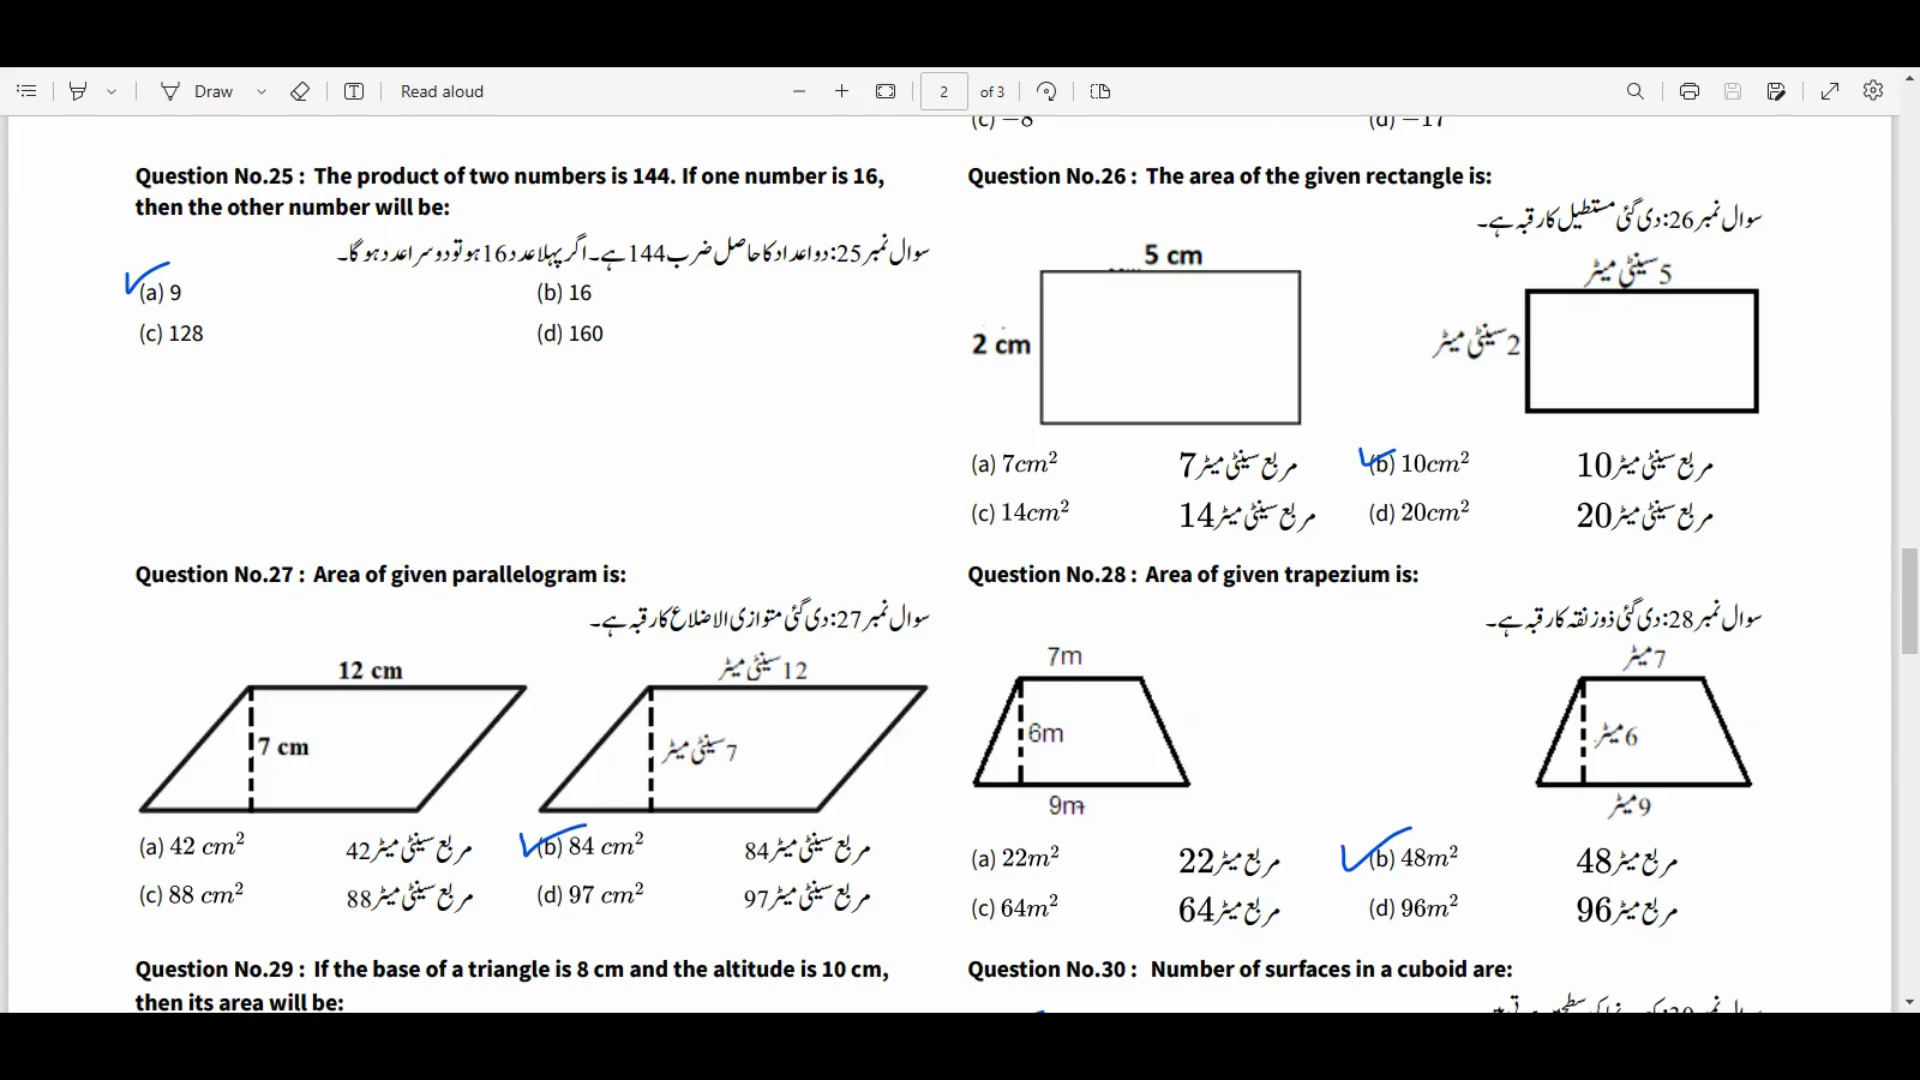 Draw
Read aloud
2
of 3
(c) −8
(d) −17
Question No.25 : The product of two numbers is 144. If one number is 16,
then the other number will be:
سوال نمبر 25: دو اعداد کا حاصل ضرب 144 ہے۔ اگر پہلا عدد 16 ہو تو دوسرا عدد ہو گا۔
(a) 9
(b) 16
(c) 128
(d) 160
Question No.26 : The area of the given rectangle is:
سوال نمبر 26: دی گئی مستطیل کا رقبہ ہے۔
5 cm
2 cm
5 سینٹی میٹر
2 سینٹی میٹر
(a) 7cm² 7 مربع سینٹی میٹر
(b) 10cm² 10 مربع سینٹی میٹر
(c) 14cm² 14 مربع سینٹی میٹر
(d) 20cm² 20 مربع سینٹی میٹر
Question No.27 : Area of given parallelogram is:
سوال نمبر 27: دی گئی متوازی الاضلاع کا رقبہ ہے۔
12 cm
7 cm
12 سینٹی میٹر
7 سینٹی میٹر
(a) 42 cm² 42 مربع سینٹی میٹر
(b) 84 cm² 84 مربع سینٹی میٹر
(c) 88 cm² 88 مربع سینٹی میٹر
(d) 97 cm² 97 مربع سینٹی میٹر
Question No.28 : Area of given trapezium is:
سوال نمبر 28: دی گئی ذوزنقہ کا رقبہ ہے۔
7m
6m
9m
7 میٹر
6 میٹر
9 میٹر
(a) 22m² 22 مربع میٹر
(b) 48m² 48 مربع میٹر
(c) 64m² 64 مربع میٹر
(d) 96m² 96 مربع میٹر
Question No.29 : If the base of a triangle is 8 cm and the altitude is 10 cm,
then its area will be:
Question No.30 : Number of surfaces in a cuboid are: